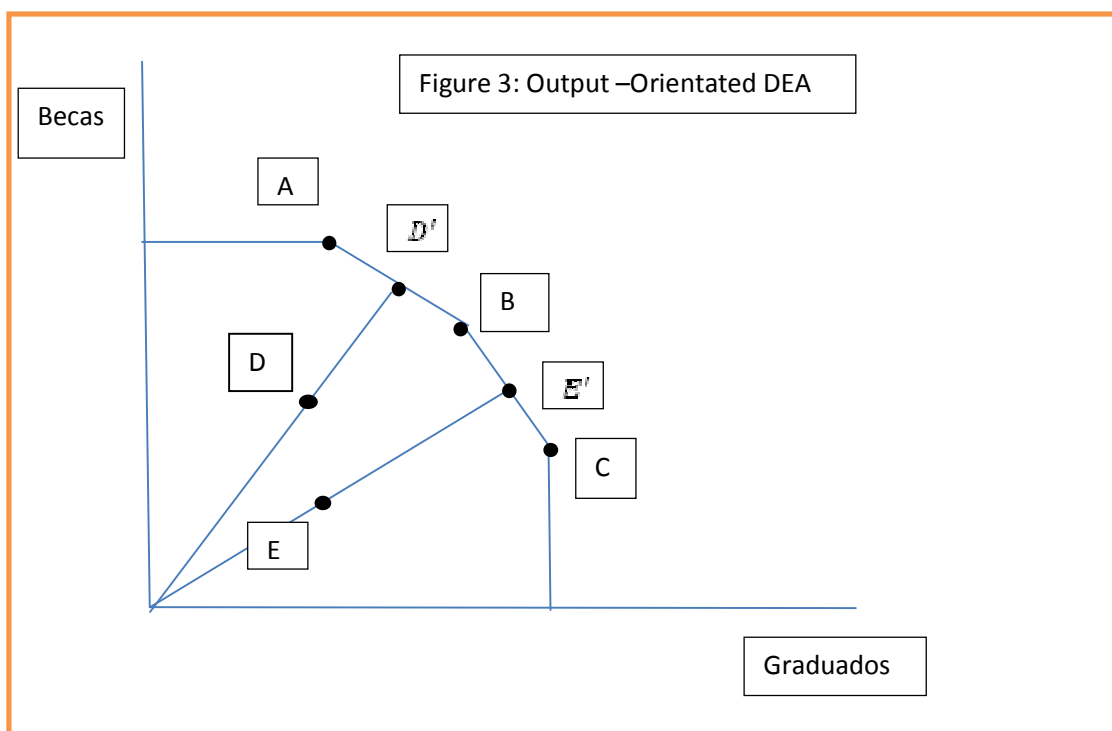 Figure 3: Output –Orientated DEA
Becas
A
D'
B
D
E'
C
E
Graduados